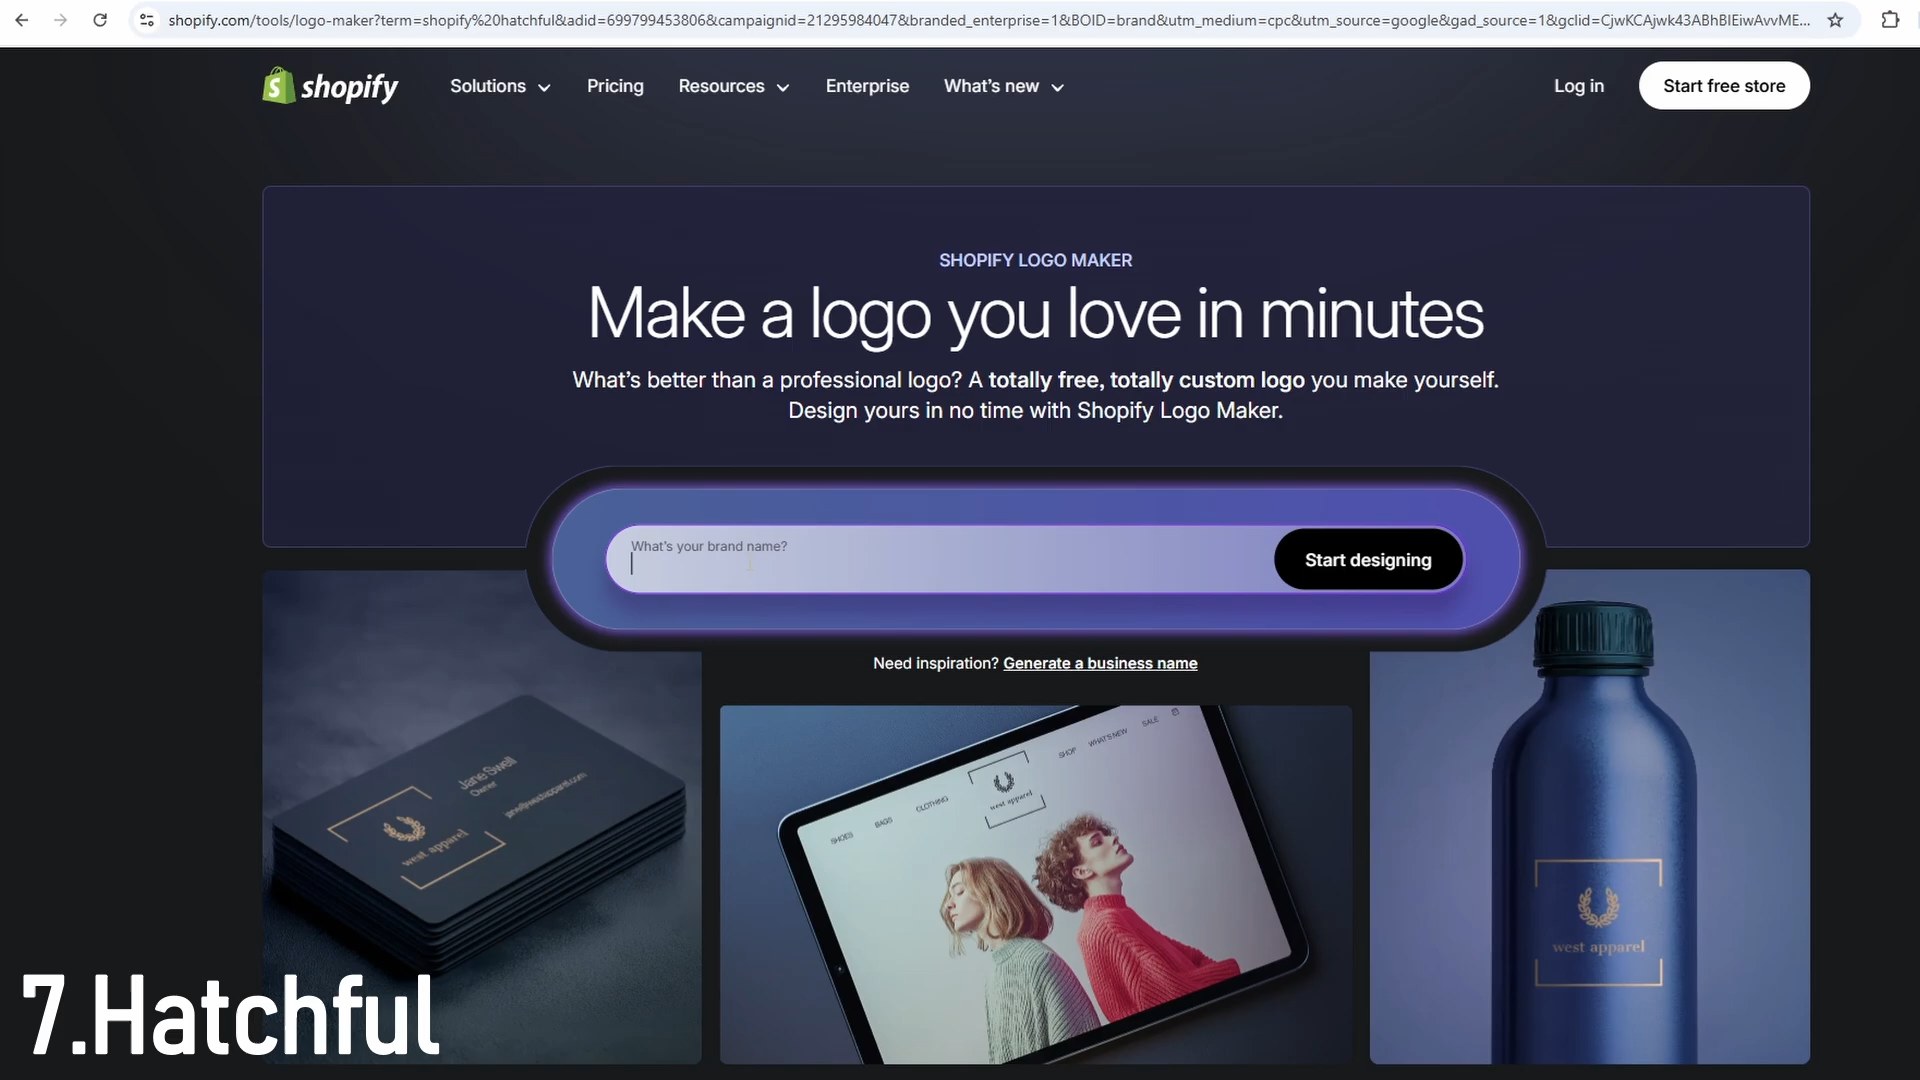 shopify.com/tools/logo-maker?term=shopify%20hatchful&adid=699799453806&campaignid=21295984047&branded_enterprise=1&BOID=brand&utm_medium=cpc&utm_source=google&gad_source=1&gclid=CjwKCAjwk43ABhBIEiwAvvME...
shopify
Solutions
Pricing
Resources
Enterprise
What's new
Log in
Start free store
SHOPIFY LOGO MAKER
Make a logo you love in minutes
What's better than a professional logo? A totally free, totally custom logo you make yourself.
Design yours in no time with Shopify Logo Maker.
What's your brand name?
Start designing
Need inspiration? Generate a business name
Jane Swell
Owner
jane@westapparel.com
west apparel
SHOES
BAGS
CLOTHING
west apparel
SHOP
WHAT'S NEW
SALE
west apparel
7.Hatchful